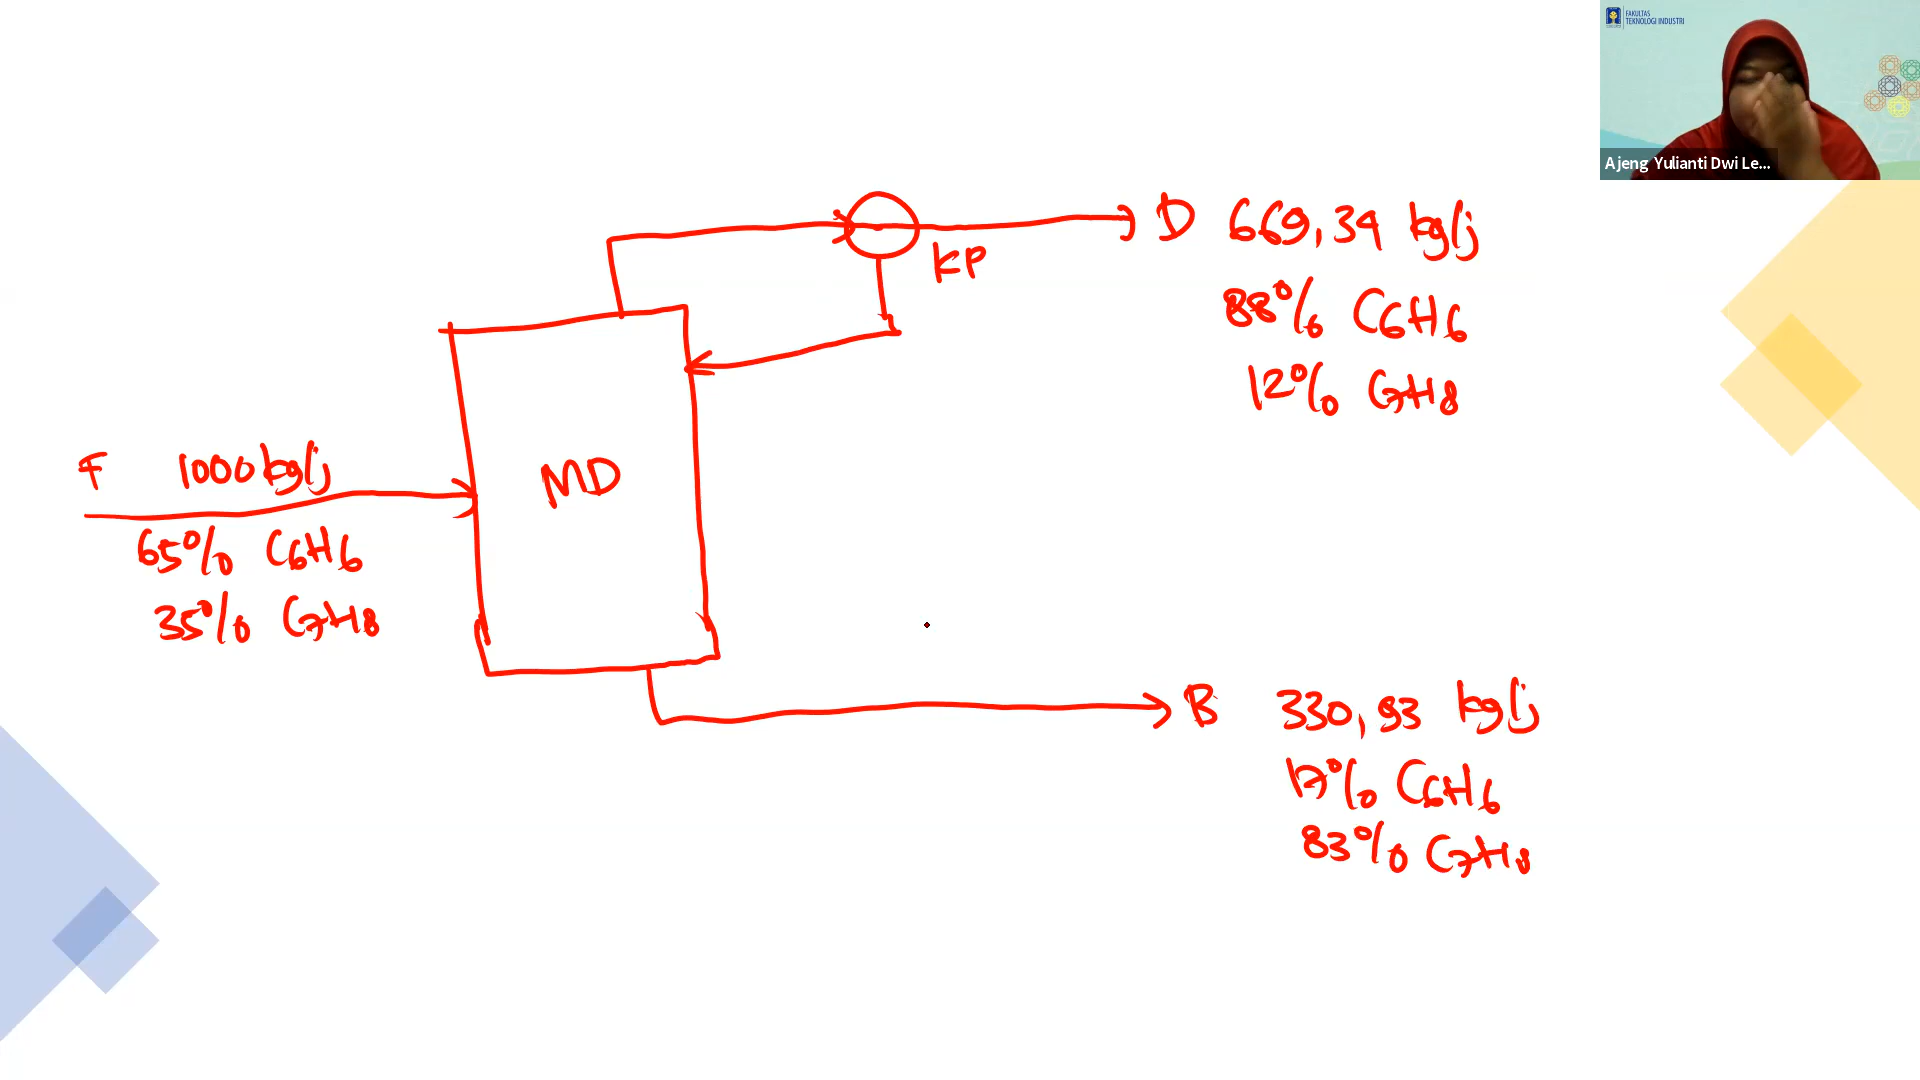 FAKULTAS
TEKNOLOGI INDUSTRI
Ajeng Yulianti Dwi Le...
D 669,34 kg/j
KP
88% C6H6
12% C7H8
F 1000 kg/j
MD
65% C6H6
35% C7H8
B 330,93 kg/j
17% C6H6
83% C7H8